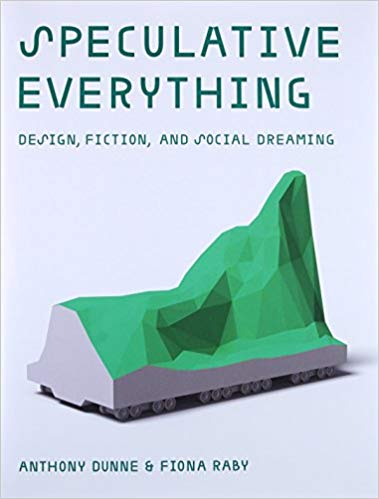 SPECULATIVE
EVERYTHING
DESIGN, FICTION, AND SOCIAL DREAMING
ANTHONY DUNNE & FIONA RABY